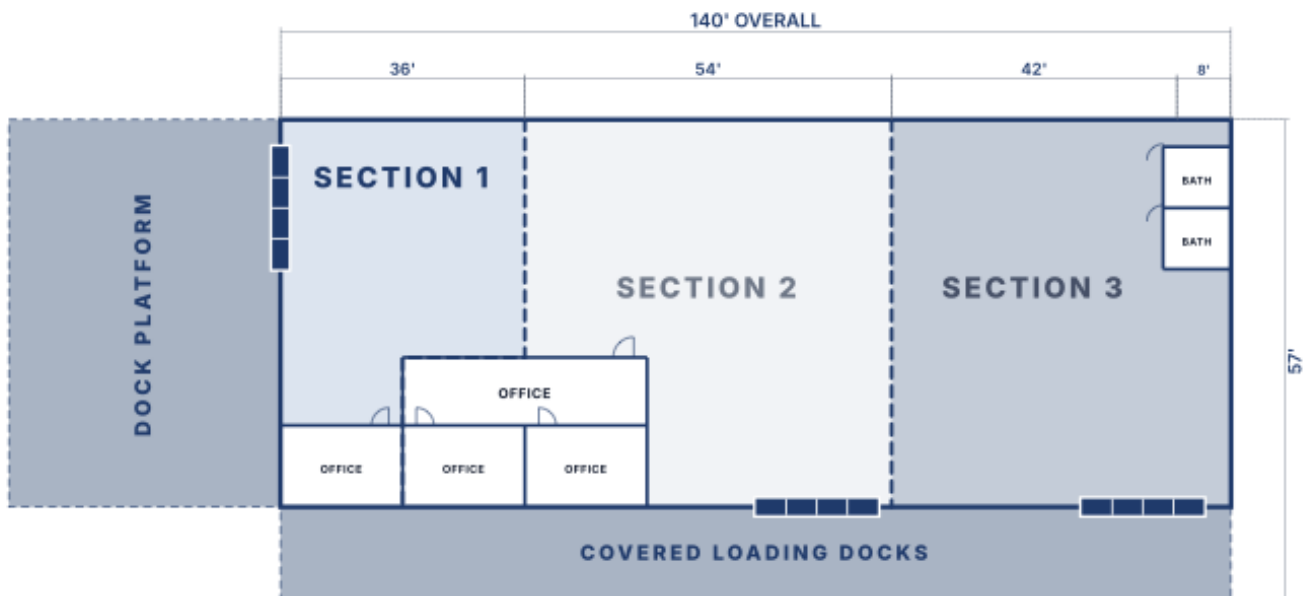 140' OVERALL
36' 54' 42' 8'
SECTION 1
BATH
DOCK PLATFORM
BATH
SECTION 2
SECTION 3
57'
OFFICE
OFFICE OFFICE OFFICE
COVERED LOADING DOCKS